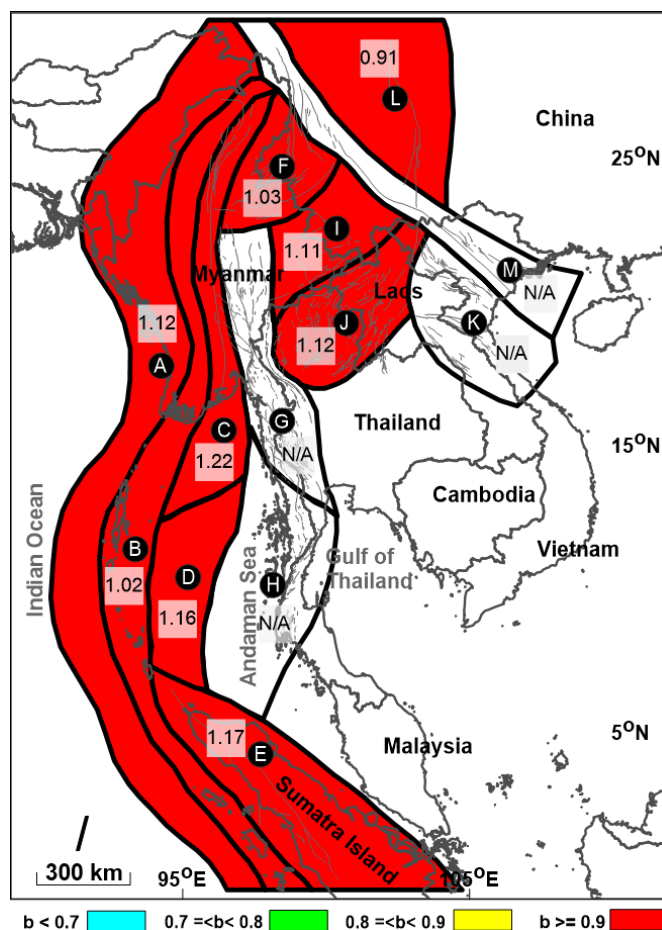 0.91
L
China
25°N
F
1.03
I
1.11
Myanmar
M
N/A
Laos
J
1.12
K
N/A
1.12
A
G
Thailand
C
N/A
15°N
1.22
Cambodia
B
Vietnam
Indian Ocean
D
Andaman Sea
H
Gulf of
Thailand
1.02
1.16
N/A
1.17
E
Malaysia
5°N
Sumatra Island
300 km
95°E
105°E
b < 0.7
0.7 =<b< 0.8
0.8 =<b< 0.9
b >= 0.9